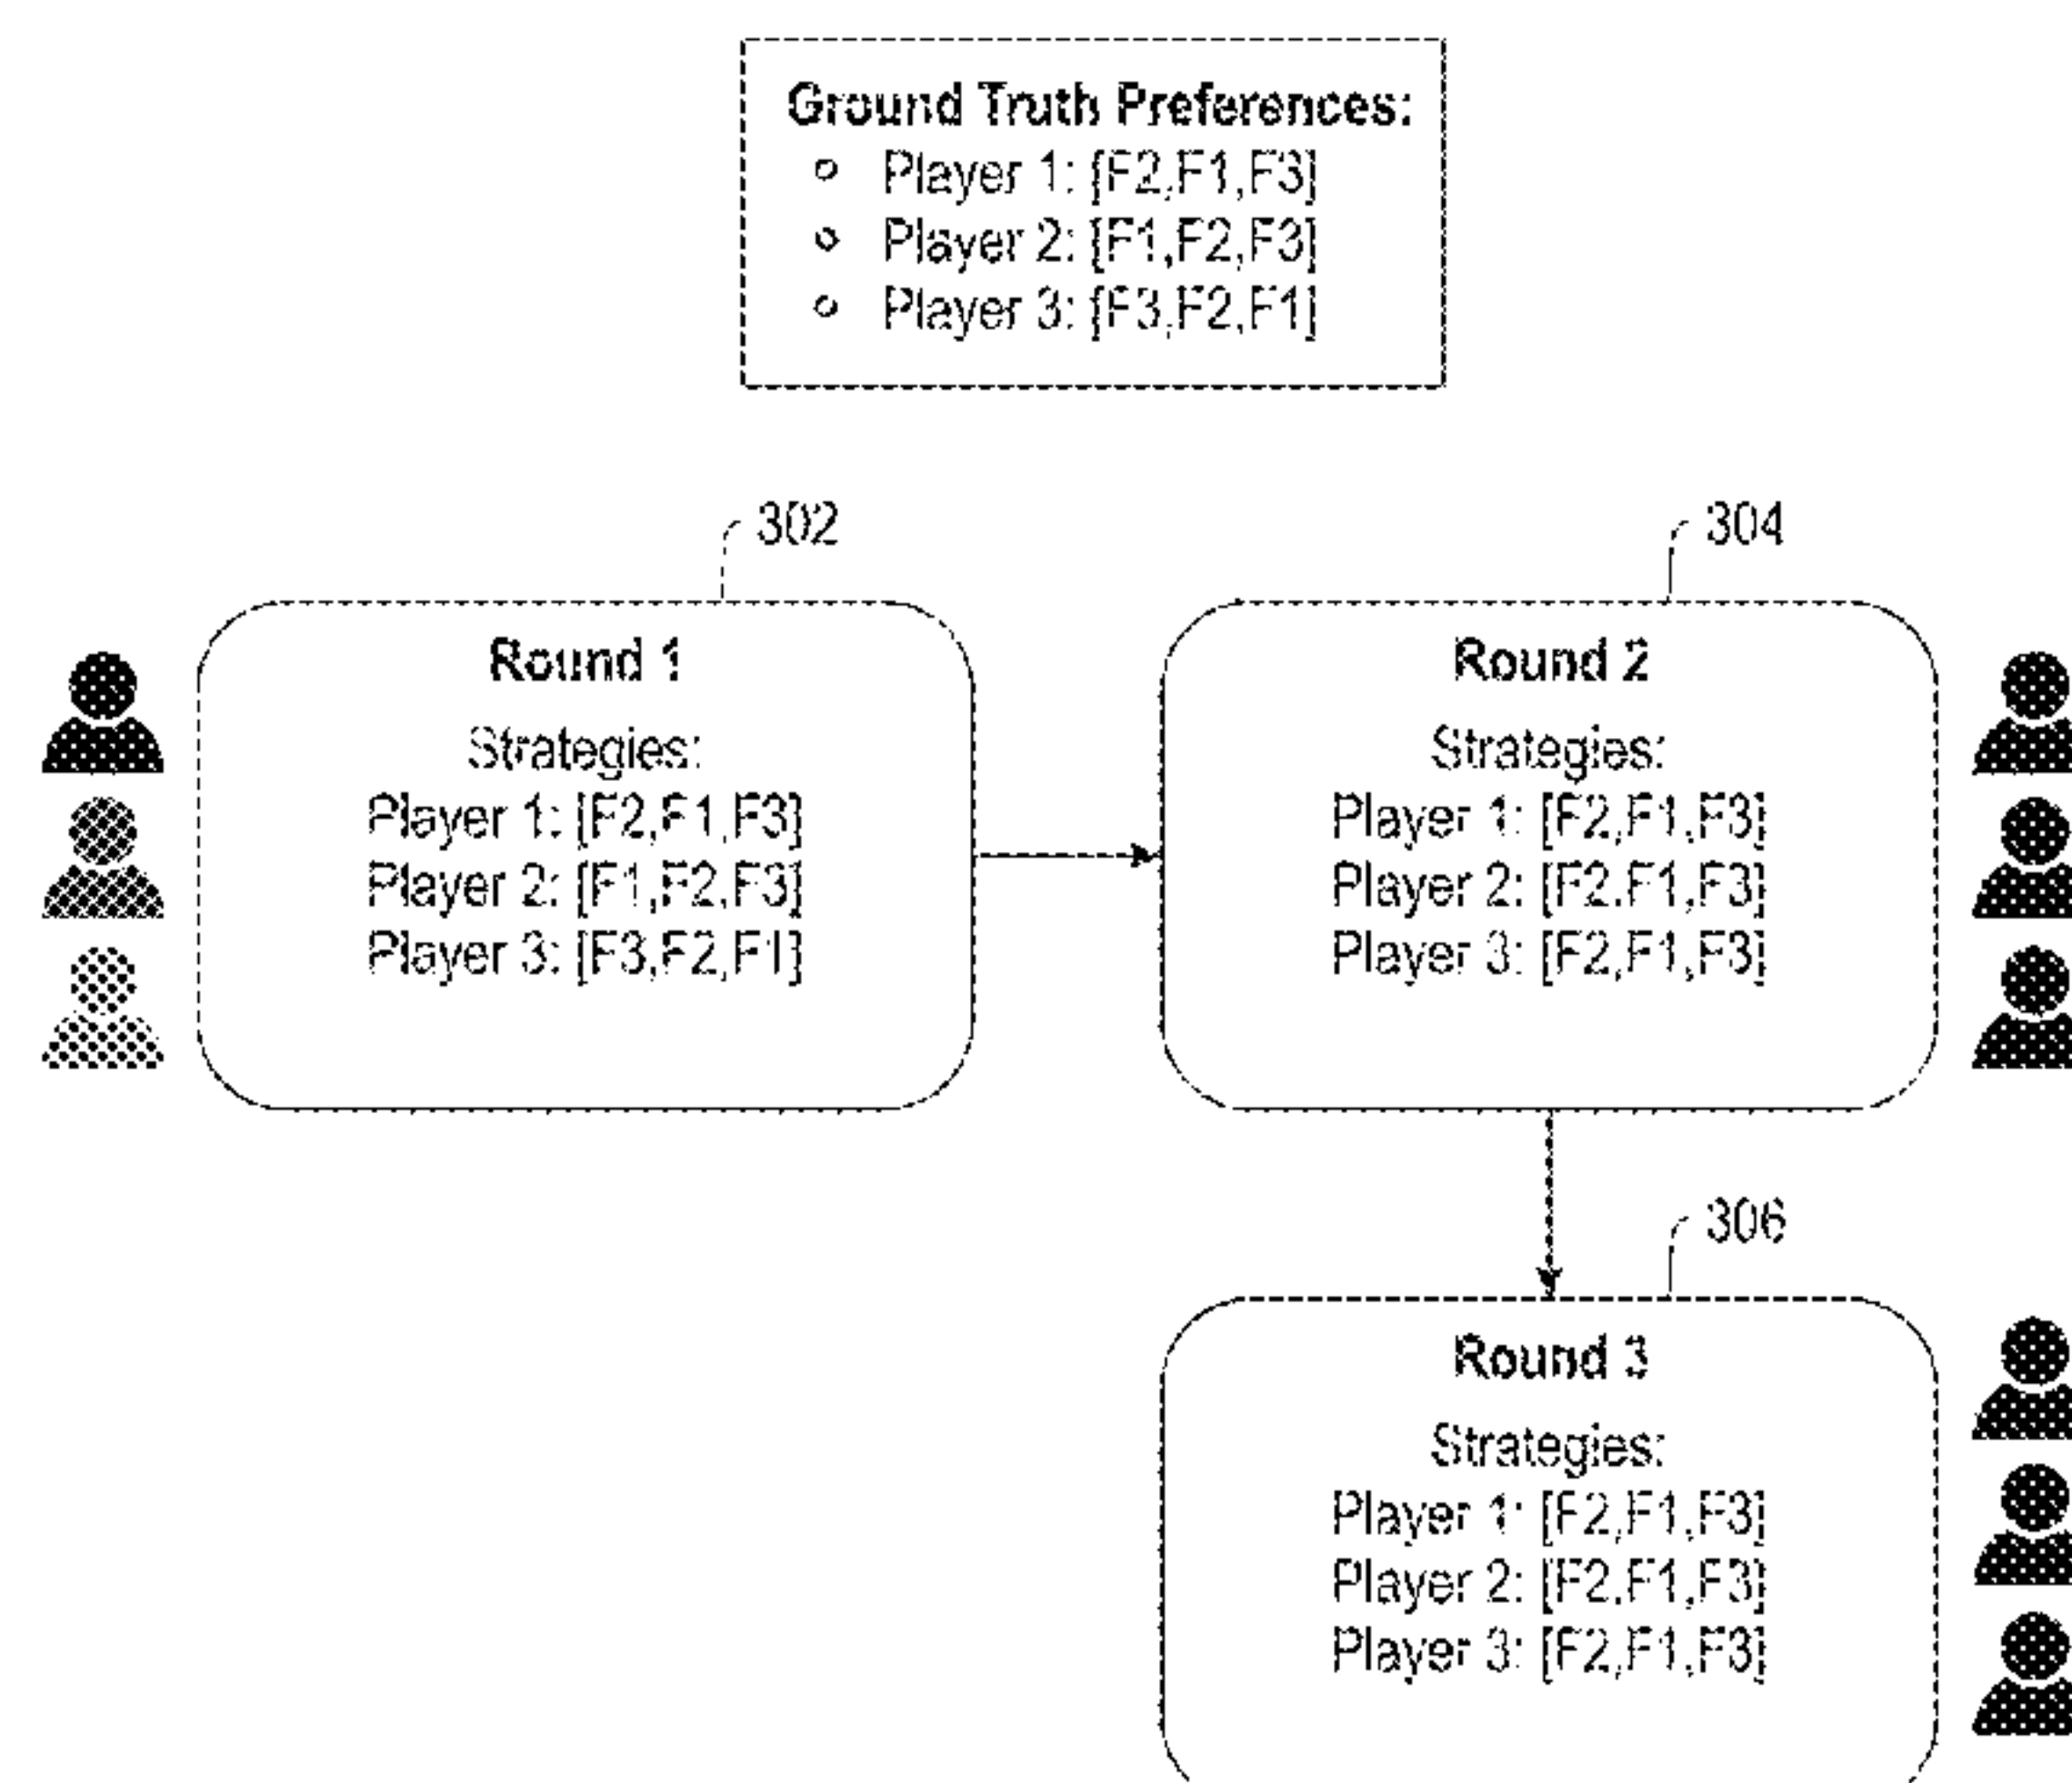 Ground Truth Preferences:
Player 1: [F2,F1,F3]
Player 2: [F1,F2,F3]
Player 3: [F3,F2,F1]
302
Round 1
Strategies:
Player 1: [F2,F1,F3]
Player 2: [F1,F2,F3]
Player 3: [F3,F2,F1]
304
Round 2
Strategies:
Player 1: [F2,F1,F3]
Player 2: [F2,F1,F3]
Player 3: [F2,F1,F3]
306
Round 3
Strategies:
Player 1: [F2,F1,F3]
Player 2: [F2,F1,F3]
Player 3: [F2,F1,F3]